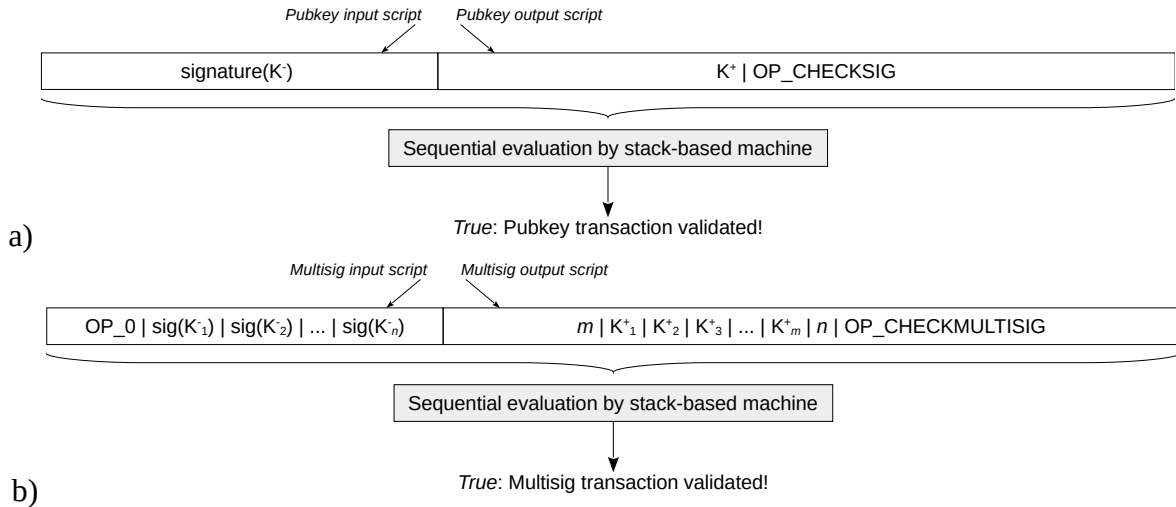 Pubkey input script Pubkey output script
signature(K⁻) K⁺ | OP_CHECKSIG
Sequential evaluation by stack-based machine
True: Pubkey transaction validated!
a)
Multisig input script Multisig output script
OP_0 | sig(K⁻₁) | sig(K⁻₂) | ... | sig(K⁻ₙ) m | K⁺₁ | K⁺₂ | K⁺₃ | ... | K⁺ₘ | n | OP_CHECKMULTISIG
Sequential evaluation by stack-based machine
True: Multisig transaction validated!
b)